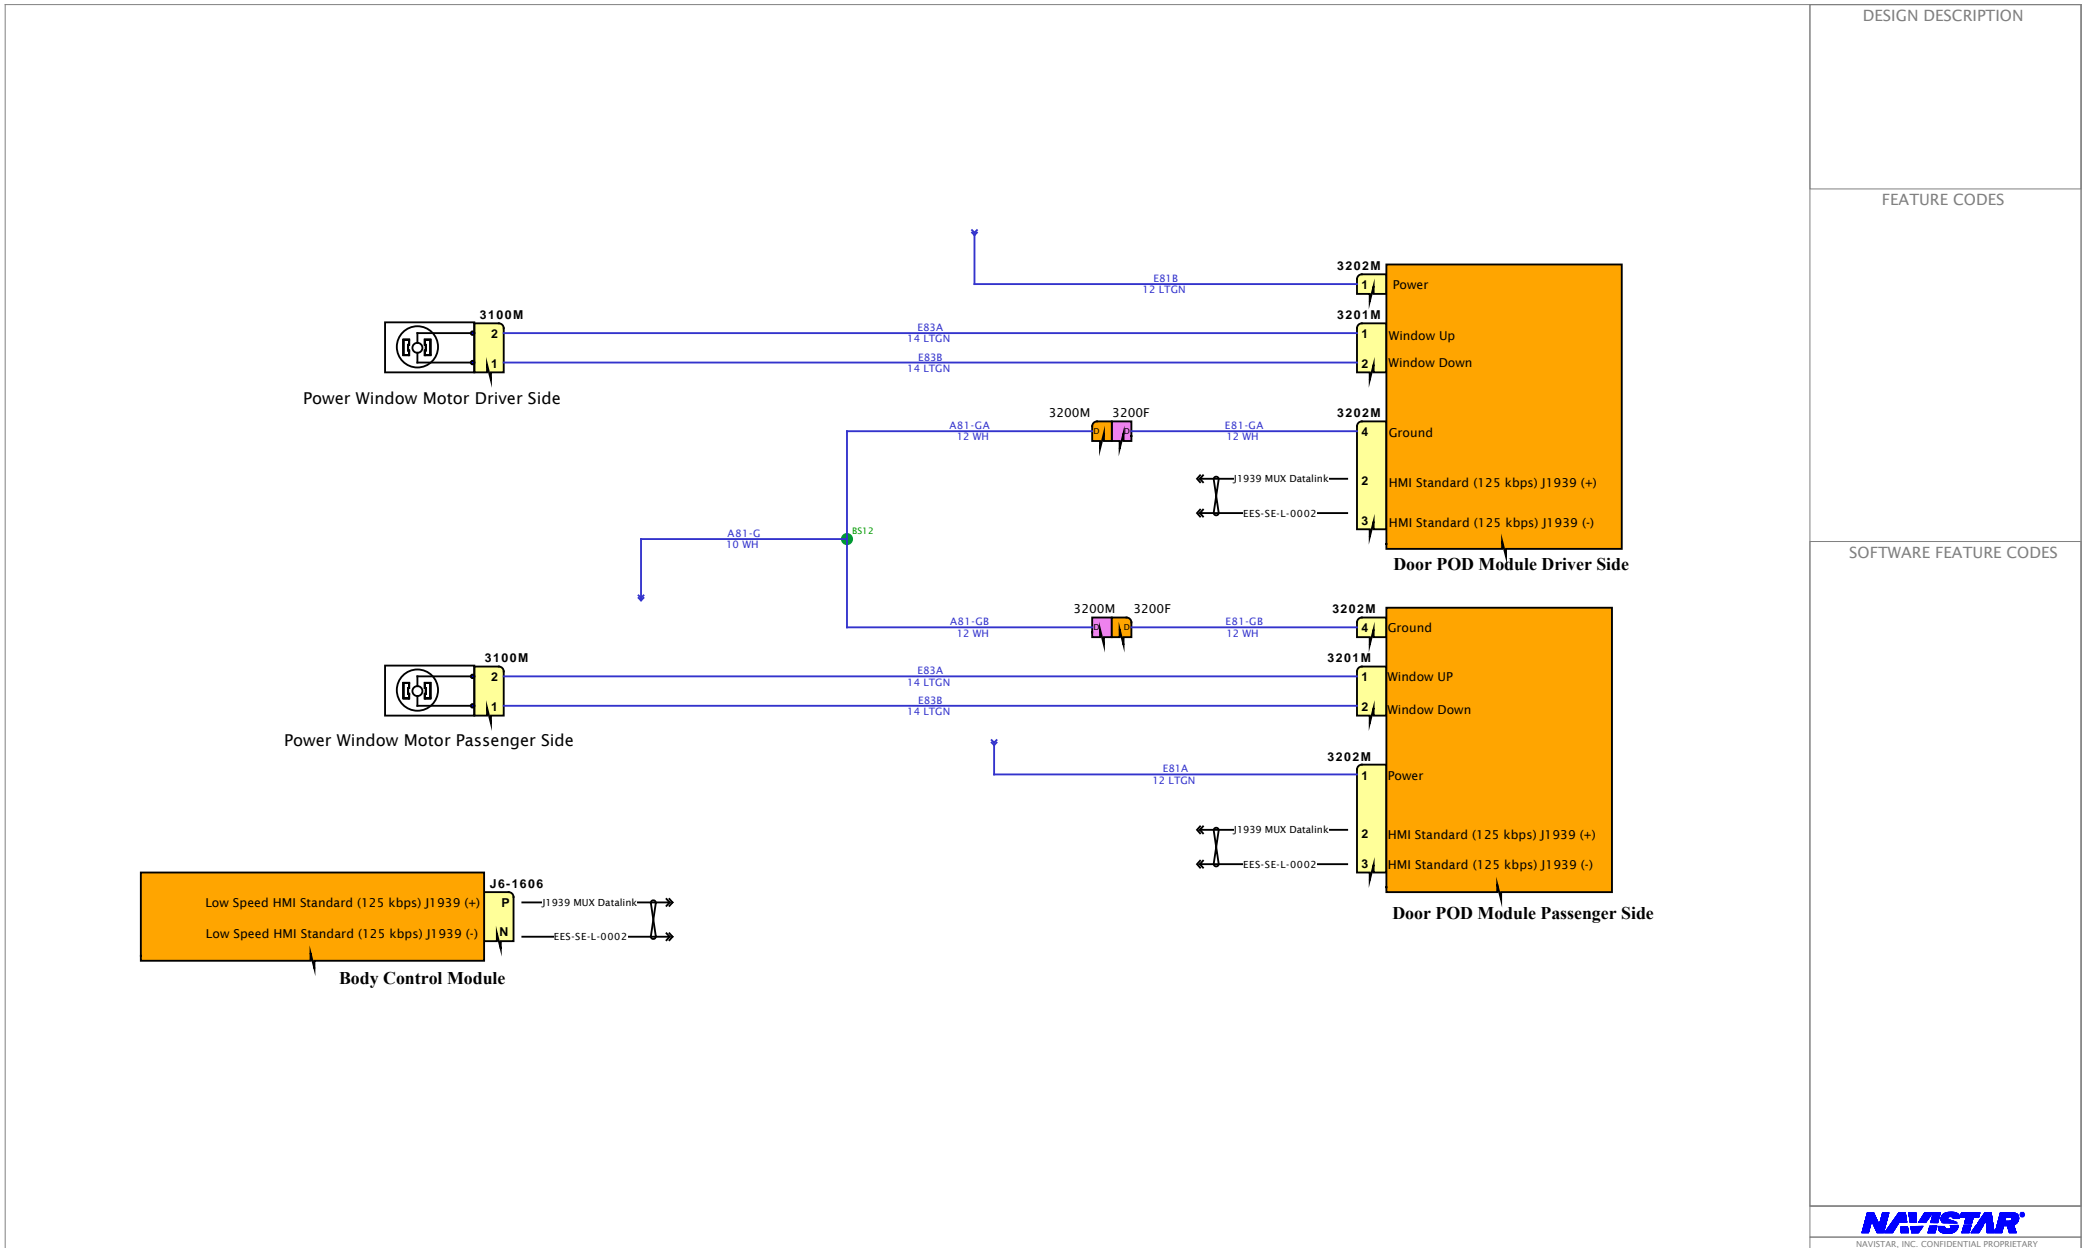 DESIGN DESCRIPTION
FEATURE CODES
SOFTWARE FEATURE CODES
E81B
12 LTGN
3202M
1
Power
3100M
2
1
E83A
14 LTGN
E83B
14 LTGN
3201M
1
Window Up
2
Window Down
Power Window Motor Driver Side
A81-GA
12 WH
3200M
3200F
D
D
E81-GA
12 WH
3202M
4
Ground
J1939 MUX Datalink
2
HMI Standard (125 kbps) J1939 (+)
EES-SE-L-0002
3
HMI Standard (125 kbps) J1939 (-)
Door POD Module Driver Side
A81-G
10 WH
BS12
A81-GB
12 WH
3200M
3200F
D
D
E81-GB
12 WH
3202M
4
Ground
3100M
2
1
E83A
14 LTGN
E83B
14 LTGN
3201M
1
Window UP
2
Window Down
Power Window Motor Passenger Side
E81A
12 LTGN
3202M
1
Power
J1939 MUX Datalink
2
HMI Standard (125 kbps) J1939 (+)
EES-SE-L-0002
3
HMI Standard (125 kbps) J1939 (-)
Door POD Module Passenger Side
J6-1606
Low Speed HMI Standard (125 kbps) J1939 (+)
P
J1939 MUX Datalink
Low Speed HMI Standard (125 kbps) J1939 (-)
N
EES-SE-L-0002
Body Control Module
NAVISTAR
NAVISTAR, INC. CONFIDENTIAL PROPRIETARY